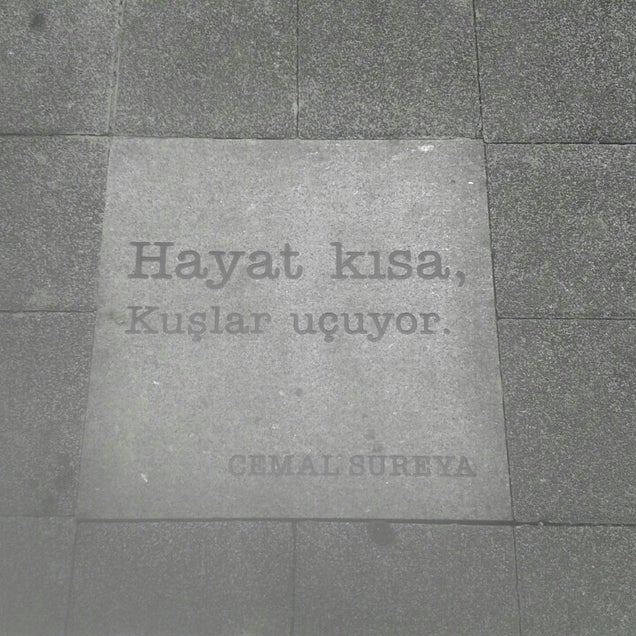 Hayat kısa,
Kuşlar uçuyor.
CEMAL SÜREYA